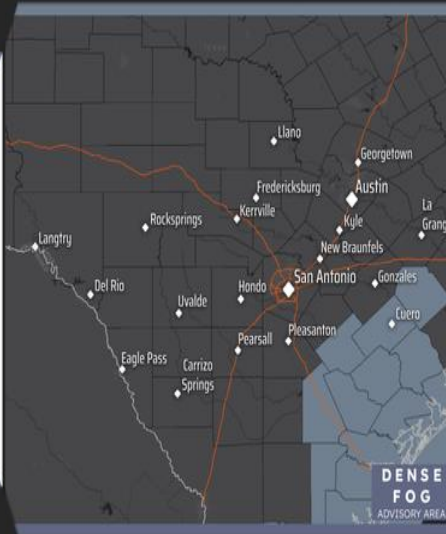 Llano
Georgetown
Fredericksburg
Austin
Kerrville
Rocksprings
Kyle
La
Grang
Langtry
New Braunfels
San Antonio
Del Rio
Hondo
Gonzales
Uvalde
Cuero
Pleasanton
Pearsall
Eagle Pass
Carrizo
Springs
DENSE
FOG
ADVISORY AREA